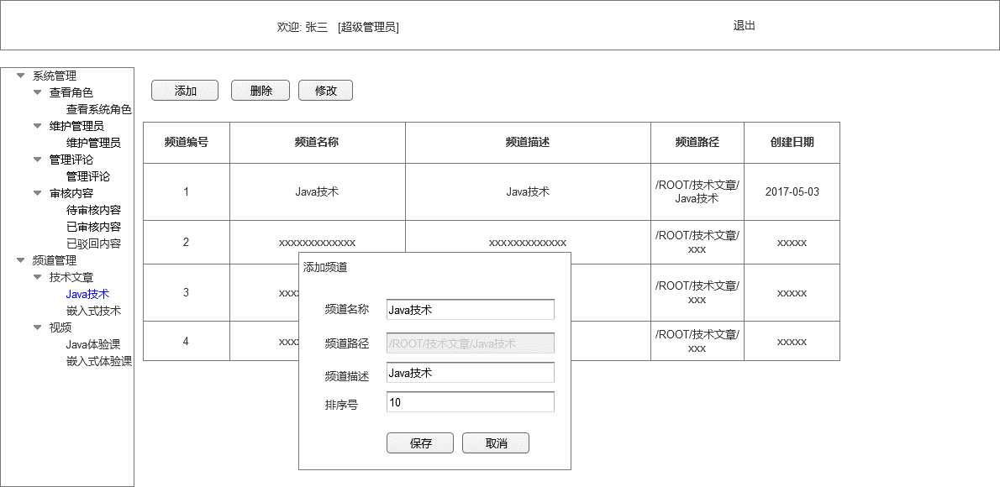 欢迎: 张三 [超级管理员]
退出
系统管理
查看角色
查看系统角色
维护管理员
维护管理员
管理评论
管理评论
审核内容
待审核内容
已审核内容
已驳回内容
频道管理
技术文章
Java技术
嵌入式技术
视频
Java体验课
嵌入式体验课
添加 删除 修改
频道编号 频道名称 频道描述 频道路径 创建日期
1 Java技术 Java技术 /ROOT/技术文章/ 2017-05-03
Java技术
2 xxxxxxxxxxxxx xxxxxxxxxxxxx /ROOT/技术文章/ xxxxx
xxx
3 xxxx /ROOT/技术文章/ xxxxx
xxx
4 xxxx /ROOT/技术文章/ xxxxx
xxx
添加频道
频道名称 Java技术
频道路径 /ROOT/技术文章/Java技术
频道描述 Java技术
排序号 10
保存 取消